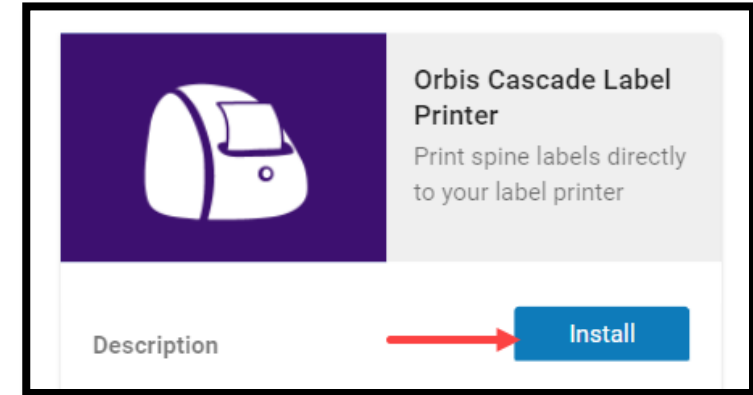 Orbis Cascade Label
Printer
Print spine labels directly
to your label printer
Description
Install